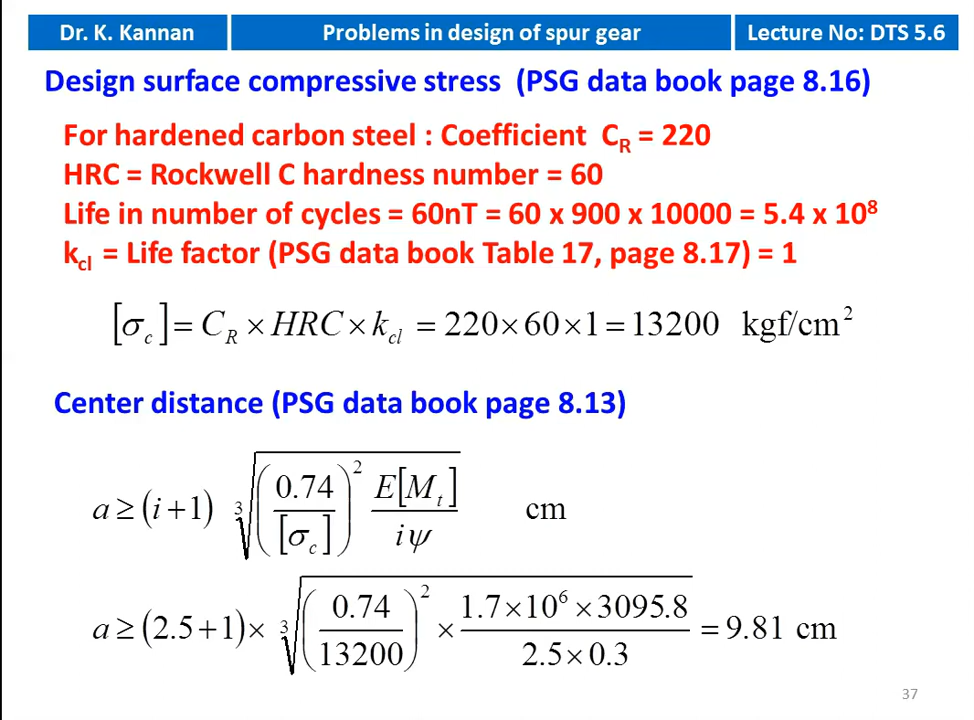 Dr. K. Kannan
Problems in design of spur gear
Lecture No: DTS 5.6
Design surface compressive stress (PSG data book page 8.16)
For hardened carbon steel : Coefficient C_R = 220
HRC = Rockwell C hardness number = 60
Life in number of cycles = 60nT = 60 x 900 x 10000 = 5.4 x 10⁸
k_cl = Life factor (PSG data book Table 17, page 8.17) = 1
[σ_c] = C_R × HRC × k_cl = 220×60×1 = 13200 kgf/cm²
Center distance (PSG data book page 8.13)
a ≥ (i+1) ∛((0.74/[σ_c])² E[M_t]/iψ) cm
a ≥ (2.5+1)× ∛((0.74/13200)² × 1.7×10⁶×3095.8/2.5×0.3) = 9.81 cm
37